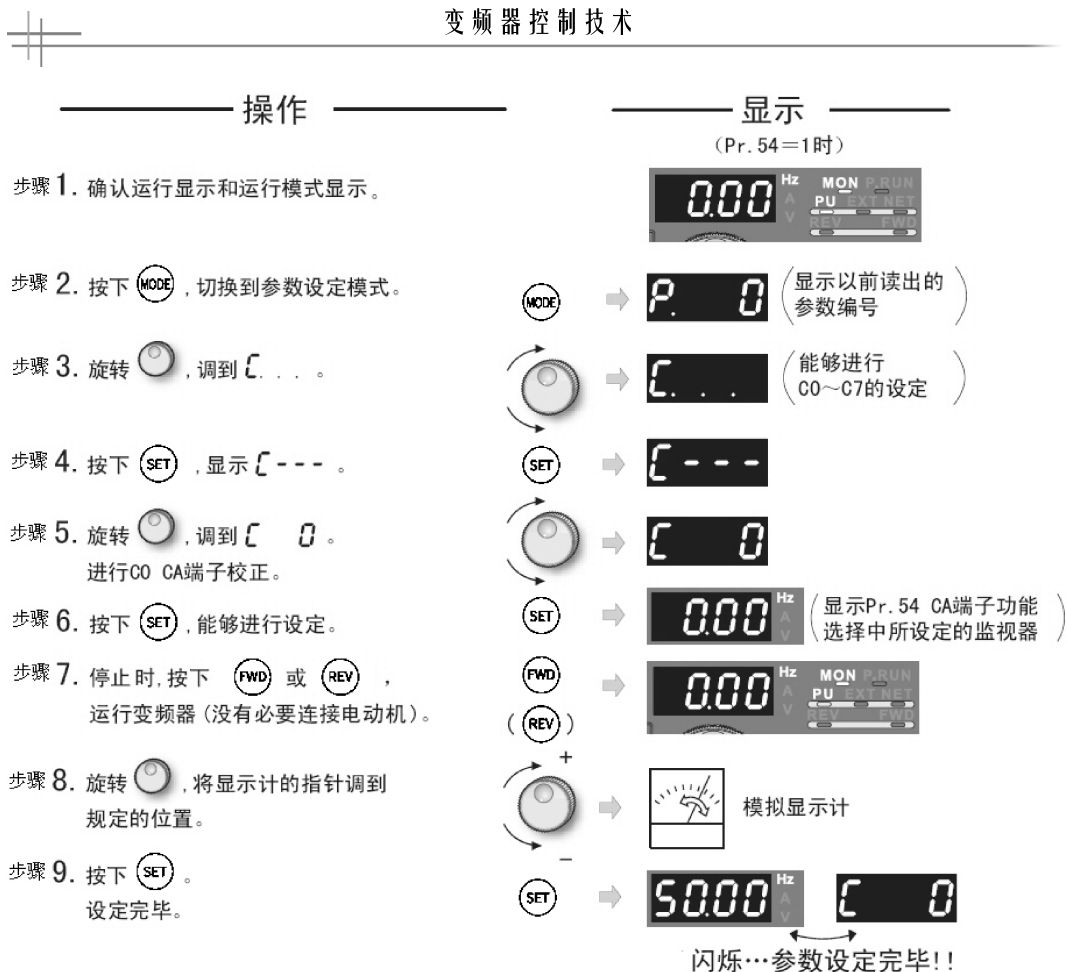 变频器控制技术
操作
显示
(Pr.54=1时)
步骤 1. 确认运行显示和运行模式显示。
0.00 Hz A V MON P.RUN PU EXT NET REV FWD
步骤 2. 按下 MODE ,切换到参数设定模式。
MODE P. 0 (显示以前读出的
参数编号)
步骤 3. 旋转 ,调到 C. . . 。
C. . . (能够进行
C0~C7的设定)
步骤 4. 按下 SET ,显示 C--- 。
SET C - - -
步骤 5. 旋转 ,调到 C 0 。
进行C0 CA端子校正。
C 0
步骤 6. 按下 SET ,能够进行设定。
SET 0.00 Hz A V (显示Pr.54 CA端子功能
选择中所设定的监视器)
步骤 7. 停止时,按下 FWD 或 REV ,
运行变频器(没有必要连接电动机)。
FWD
(REV)
0.00 Hz A V MON P.RUN PU EXT NET REV FWD
步骤 8. 旋转 ,将显示计的指针调到
规定的位置。
+
−
模拟显示计
步骤 9. 按下 SET 。
设定完毕。
SET 50.00 Hz A V C 0
闪烁…参数设定完毕!!